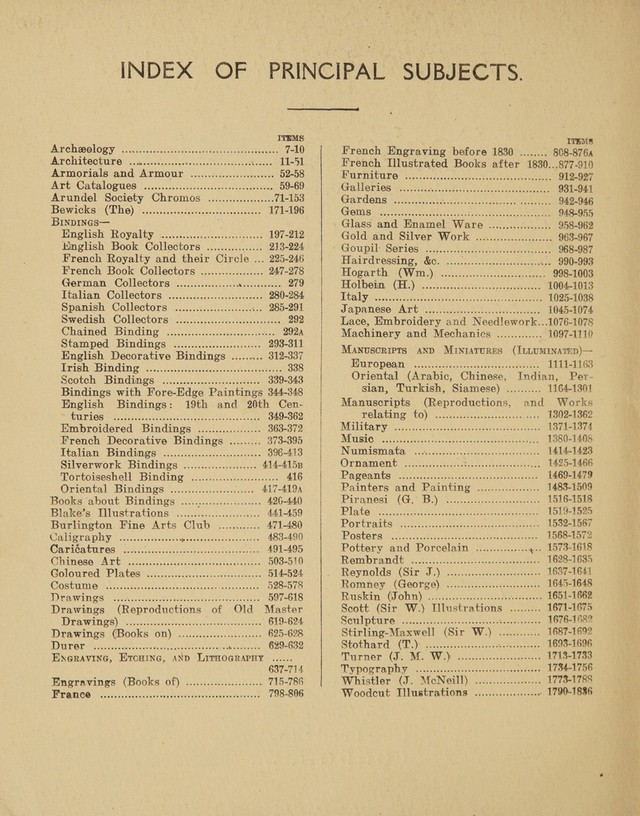 INDEX OF PRINCIPAL SUBJECTS.
ITEMS
Archæology ............................................ 7-10
Architecture ......................................... 11-51
Armorials and Armour ........................ 52-58
Art Catalogues ..................................... 59-69
Arundel Society Chromos ...................71-153
Bewicks (The) .................................. 171-196
BINDINGS—
English Royalty .............................. 197-212
English Book Collectors ................ 213-224
French Royalty and their Circle ... 225-246
French Book Collectors .................. 247-278
German Collectors .............................. 279
Italian Collectors ........................... 280-284
Spanish Collectors ......................... 285-291
Swedish Collectors .............................. 292
Chained Binding ................................ 292A
Stamped Bindings .......................... 293-311
English Decorative Bindings ......... 312-337
Irish Binding ...................................... 338
Scotch Bindings ............................ 339-343
Bindings with Fore-Edge Paintings 344-348
English Bindings: 19th and 20th Cen-
turies .......................................... 349-362
Embroidered Bindings .................. 363-372
French Decorative Bindings ......... 373-395
Italian Bindings ............................ 396-413
Silverwork Bindings .................... 414-415B
Tortoiseshell Binding ......................... 416
Oriental Bindings ........................ 417-419A
Books about Bindings ..................... 426-440
Blake's Illustrations ....................... 441-459
Burlington Fine Arts Club ............ 471-480
Caligraphy ...................................... 483-490
Caricatures ...................................... 491-495
Chinese Art ...................................... 503-510
Coloured Plates ................................ 514-524
Costume .......................................... 528-578
Drawings .......................................... 597-618
Drawings (Reproductions of Old Master
Drawings) ..................................... 619-624
Drawings (Books on) ...................... 625-628
Durer .............................................. 629-632
ENGRAVING, ETCHING, AND LITHOGRAPHY ......
637-714
Engravings (Books of) ...................... 715-786
France ............................................ 798-806
ITEMS
French Engraving before 1830 ........ 808-876A
French Illustrated Books after 1830...877-910
Furniture .......................................... 912-927
Galleries .......................................... 931-941
Gardens ............................................ 942-946
Gems ................................................ 948-955
Glass and Enamel Ware .................. 958-962
Gold and Silver Work ...................... 963-967
Goupil Series .................................... 968-987
Hairdressing, &c. .............................. 990-993
Hogarth (Wm.) .............................. 998-1003
Holbein (H.) .................................. 1004-1013
Italy ................................................ 1025-1038
Japanese Art .................................. 1045-1074
Lace, Embroidery and Needlework...1076-1078
Machinery and Mechanics ............. 1097-1110
MANUSCRIPTS AND MINIATURES (ILLUMINATED)—
European ...................................... 1111-1163
Oriental (Arabic, Chinese, Indian, Per-
sian, Turkish, Siamese) .......... 1164-1301
Manuscripts (Reproductions, and Works
relating to) .............................. 1302-1362
Military .......................................... 1371-1374
Music .............................................. 1380-1408
Numismata ...................................... 1414-1423
Ornament ........................................ 1425-1466
Pageants .......................................... 1469-1479
Painters and Painting .................. 1483-1509
Piranesi (G. B.) ............................ 1516-1518
Plate ................................................ 1519-1525
Portraits .......................................... 1532-1567
Posters ............................................ 1568-1572
Pottery and Porcelain .................... 1573-1618
Rembrandt ...................................... 1628-1635
Reynolds (Sir J.) ............................ 1637-1641
Romney (George) ............................ 1645-1648
Ruskin (John) .................................. 1651-1662
Scott (Sir W.) Illustrations ......... 1671-1675
Sculpture ........................................ 1676-1682
Stirling-Maxwell (Sir W.) ............ 1687-1692
Stothard (T.) .................................. 1693-1696
Turner (J. M. W.) .......................... 1713-1733
Typography .................................... 1734-1756
Whistler (J. McNeill) .................... 1773-1788
Woodcut Illustrations .................... 1790-1836